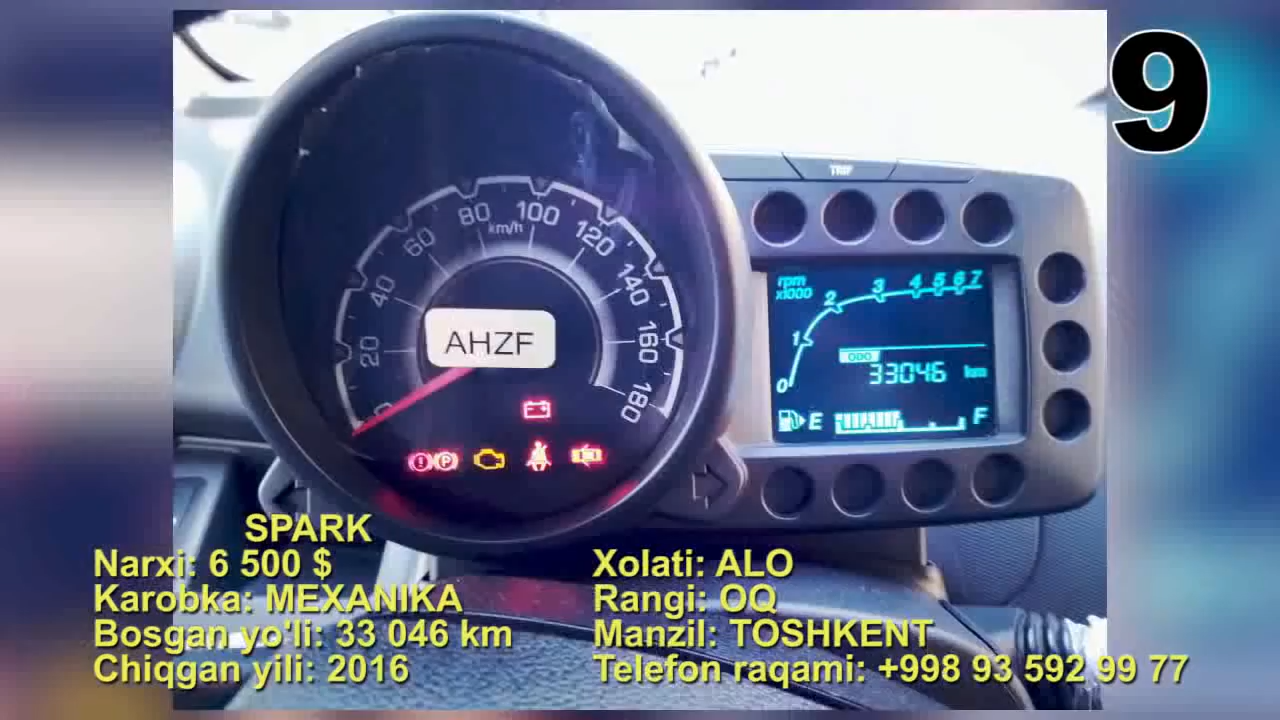 9
TRIP
80 100
km/h
60 120
40 140
20 160
0 180
AHZF
rpm
x1000
0 1 2 3 4 5 6 7
ODO
33046 km
E F
P
SPARK
Narxi: 6 500 $
Karobka: MEXANIKA
Bosgan yo'li: 33 046 km
Chiqgan yili: 2016
Xolati: ALO
Rangi: OQ
Manzil: TOSHKENT
Telefon raqami: +998 93 592 99 77